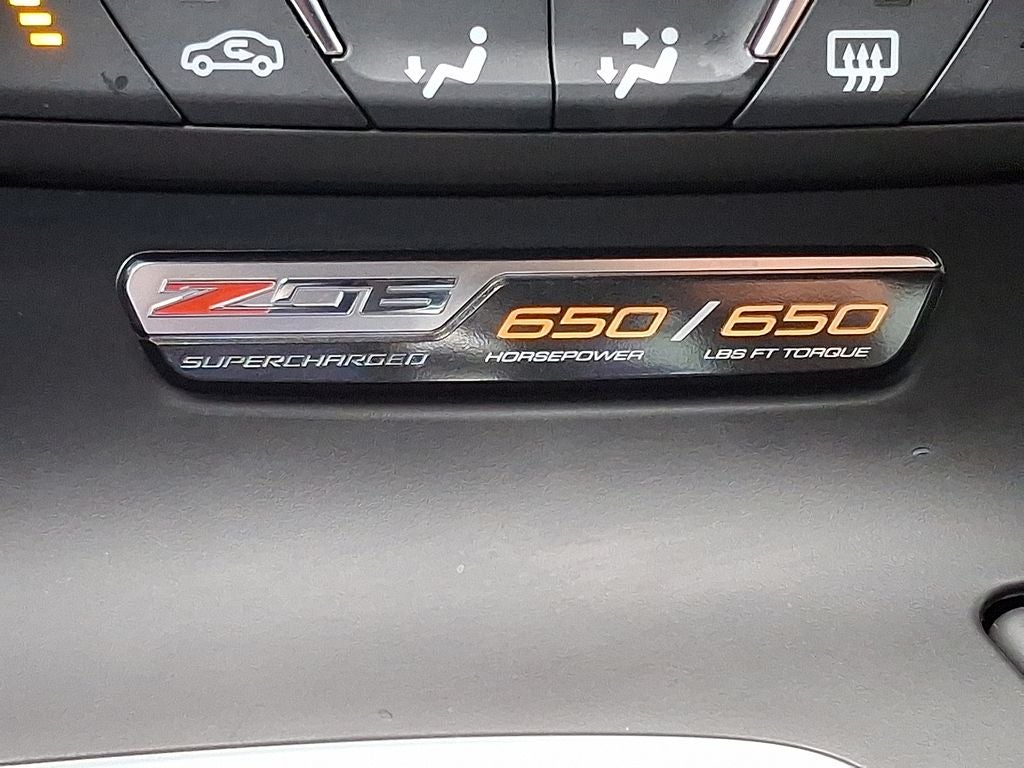 Z06 650 / 650
SUPERCHARGED HORSEPOWER LBS FT TORQUE